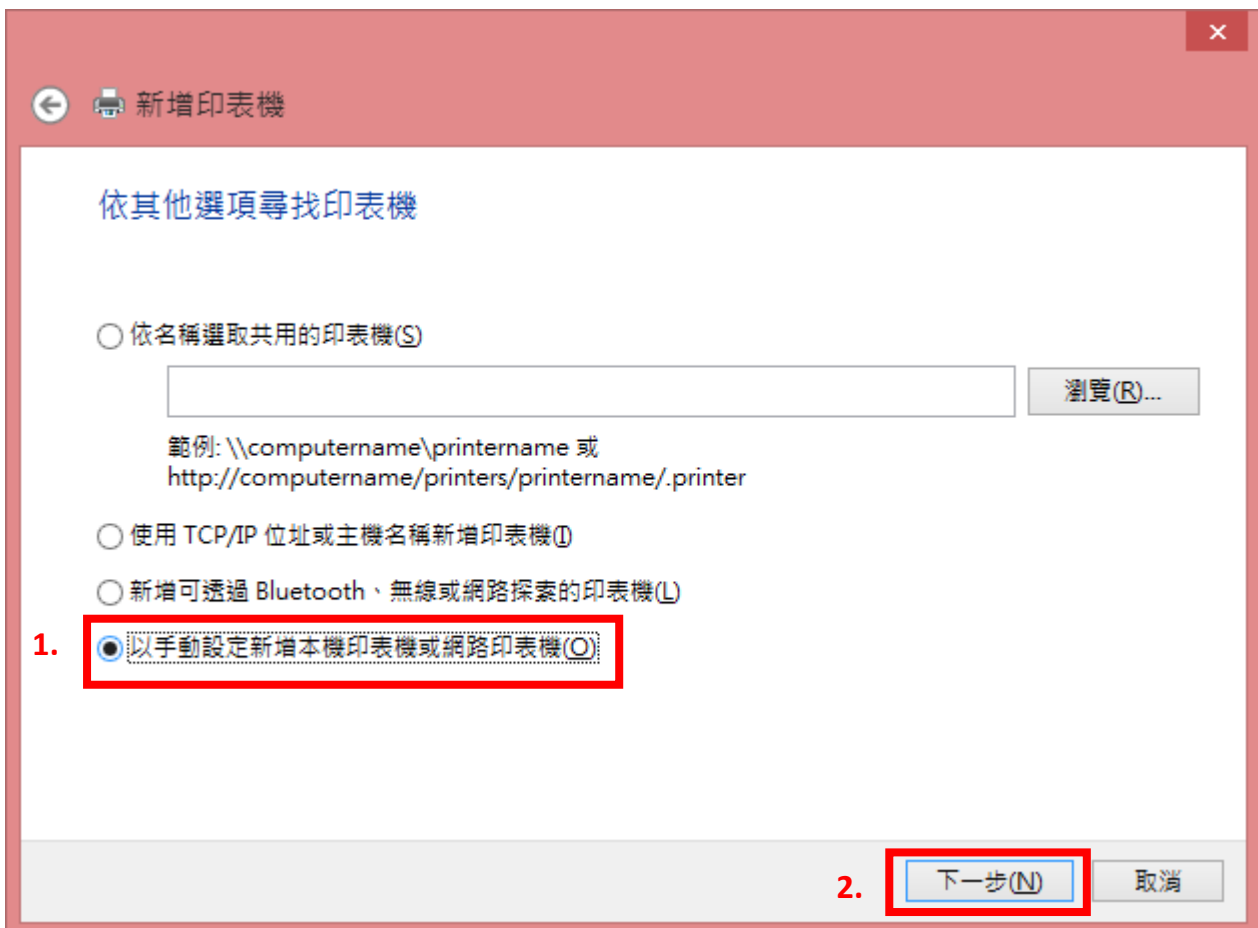 新增印表機
依其他選項尋找印表機
依名稱選取共用的印表機(S)
瀏覽(R)...
範例: \\computername\printername 或
http://computername/printers/printername/.printer
使用 TCP/IP 位址或主機名稱新增印表機(I)
新增可透過 Bluetooth、無線或網路探索的印表機(L)
1. 以手動設定新增本機印表機或網路印表機(O)
2. 下一步(N) 取消